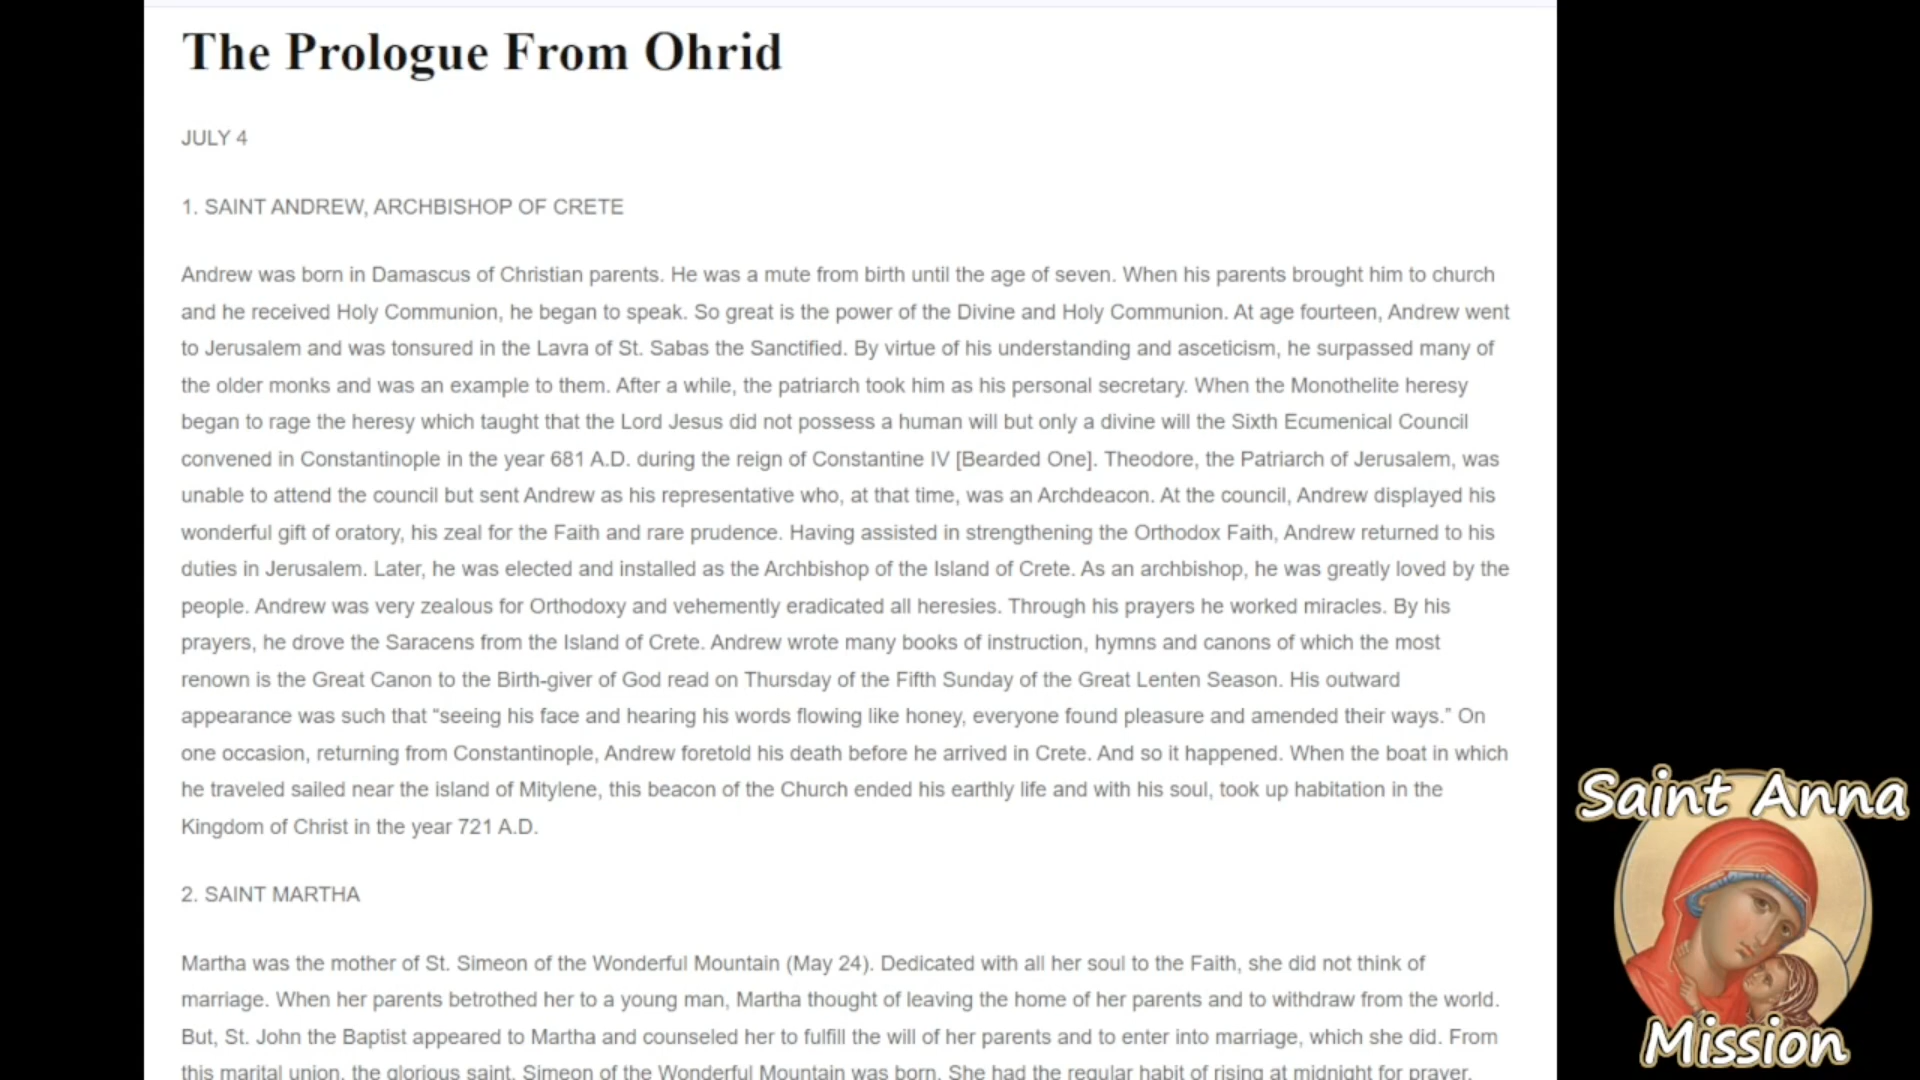 The Prologue From Ohrid
JULY 4
1. SAINT ANDREW, ARCHBISHOP OF CRETE
Andrew was born in Damascus of Christian parents. He was a mute from birth until the age of seven. When his parents brought him to church
and he received Holy Communion, he began to speak. So great is the power of the Divine and Holy Communion. At age fourteen, Andrew went
to Jerusalem and was tonsured in the Lavra of St. Sabas the Sanctified. By virtue of his understanding and asceticism, he surpassed many of
the older monks and was an example to them. After a while, the patriarch took him as his personal secretary. When the Monothelite heresy
began to rage the heresy which taught that the Lord Jesus did not possess a human will but only a divine will the Sixth Ecumenical Council
convened in Constantinople in the year 681 A.D. during the reign of Constantine IV [Bearded One]. Theodore, the Patriarch of Jerusalem, was
unable to attend the council but sent Andrew as his representative who, at that time, was an Archdeacon. At the council, Andrew displayed his
wonderful gift of oratory, his zeal for the Faith and rare prudence. Having assisted in strengthening the Orthodox Faith, Andrew returned to his
duties in Jerusalem. Later, he was elected and installed as the Archbishop of the Island of Crete. As an archbishop, he was greatly loved by the
people. Andrew was very zealous for Orthodoxy and vehemently eradicated all heresies. Through his prayers he worked miracles. By his
prayers, he drove the Saracens from the Island of Crete. Andrew wrote many books of instruction, hymns and canons of which the most
renown is the Great Canon to the Birth-giver of God read on Thursday of the Fifth Sunday of the Great Lenten Season. His outward
appearance was such that “seeing his face and hearing his words flowing like honey, everyone found pleasure and amended their ways.” On
one occasion, returning from Constantinople, Andrew foretold his death before he arrived in Crete. And so it happened. When the boat in which
he traveled sailed near the island of Mitylene, this beacon of the Church ended his earthly life and with his soul, took up habitation in the
Kingdom of Christ in the year 721 A.D.
2. SAINT MARTHA
Martha was the mother of St. Simeon of the Wonderful Mountain (May 24). Dedicated with all her soul to the Faith, she did not think of
marriage. When her parents betrothed her to a young man, Martha thought of leaving the home of her parents and to withdraw from the world.
But, St. John the Baptist appeared to Martha and counseled her to fulfill the will of her parents and to enter into marriage, which she did. From
this marital union, the glorious saint, Simeon of the Wonderful Mountain was born. She had the regular habit of rising at midnight for prayer.
Saint Anna
Mission